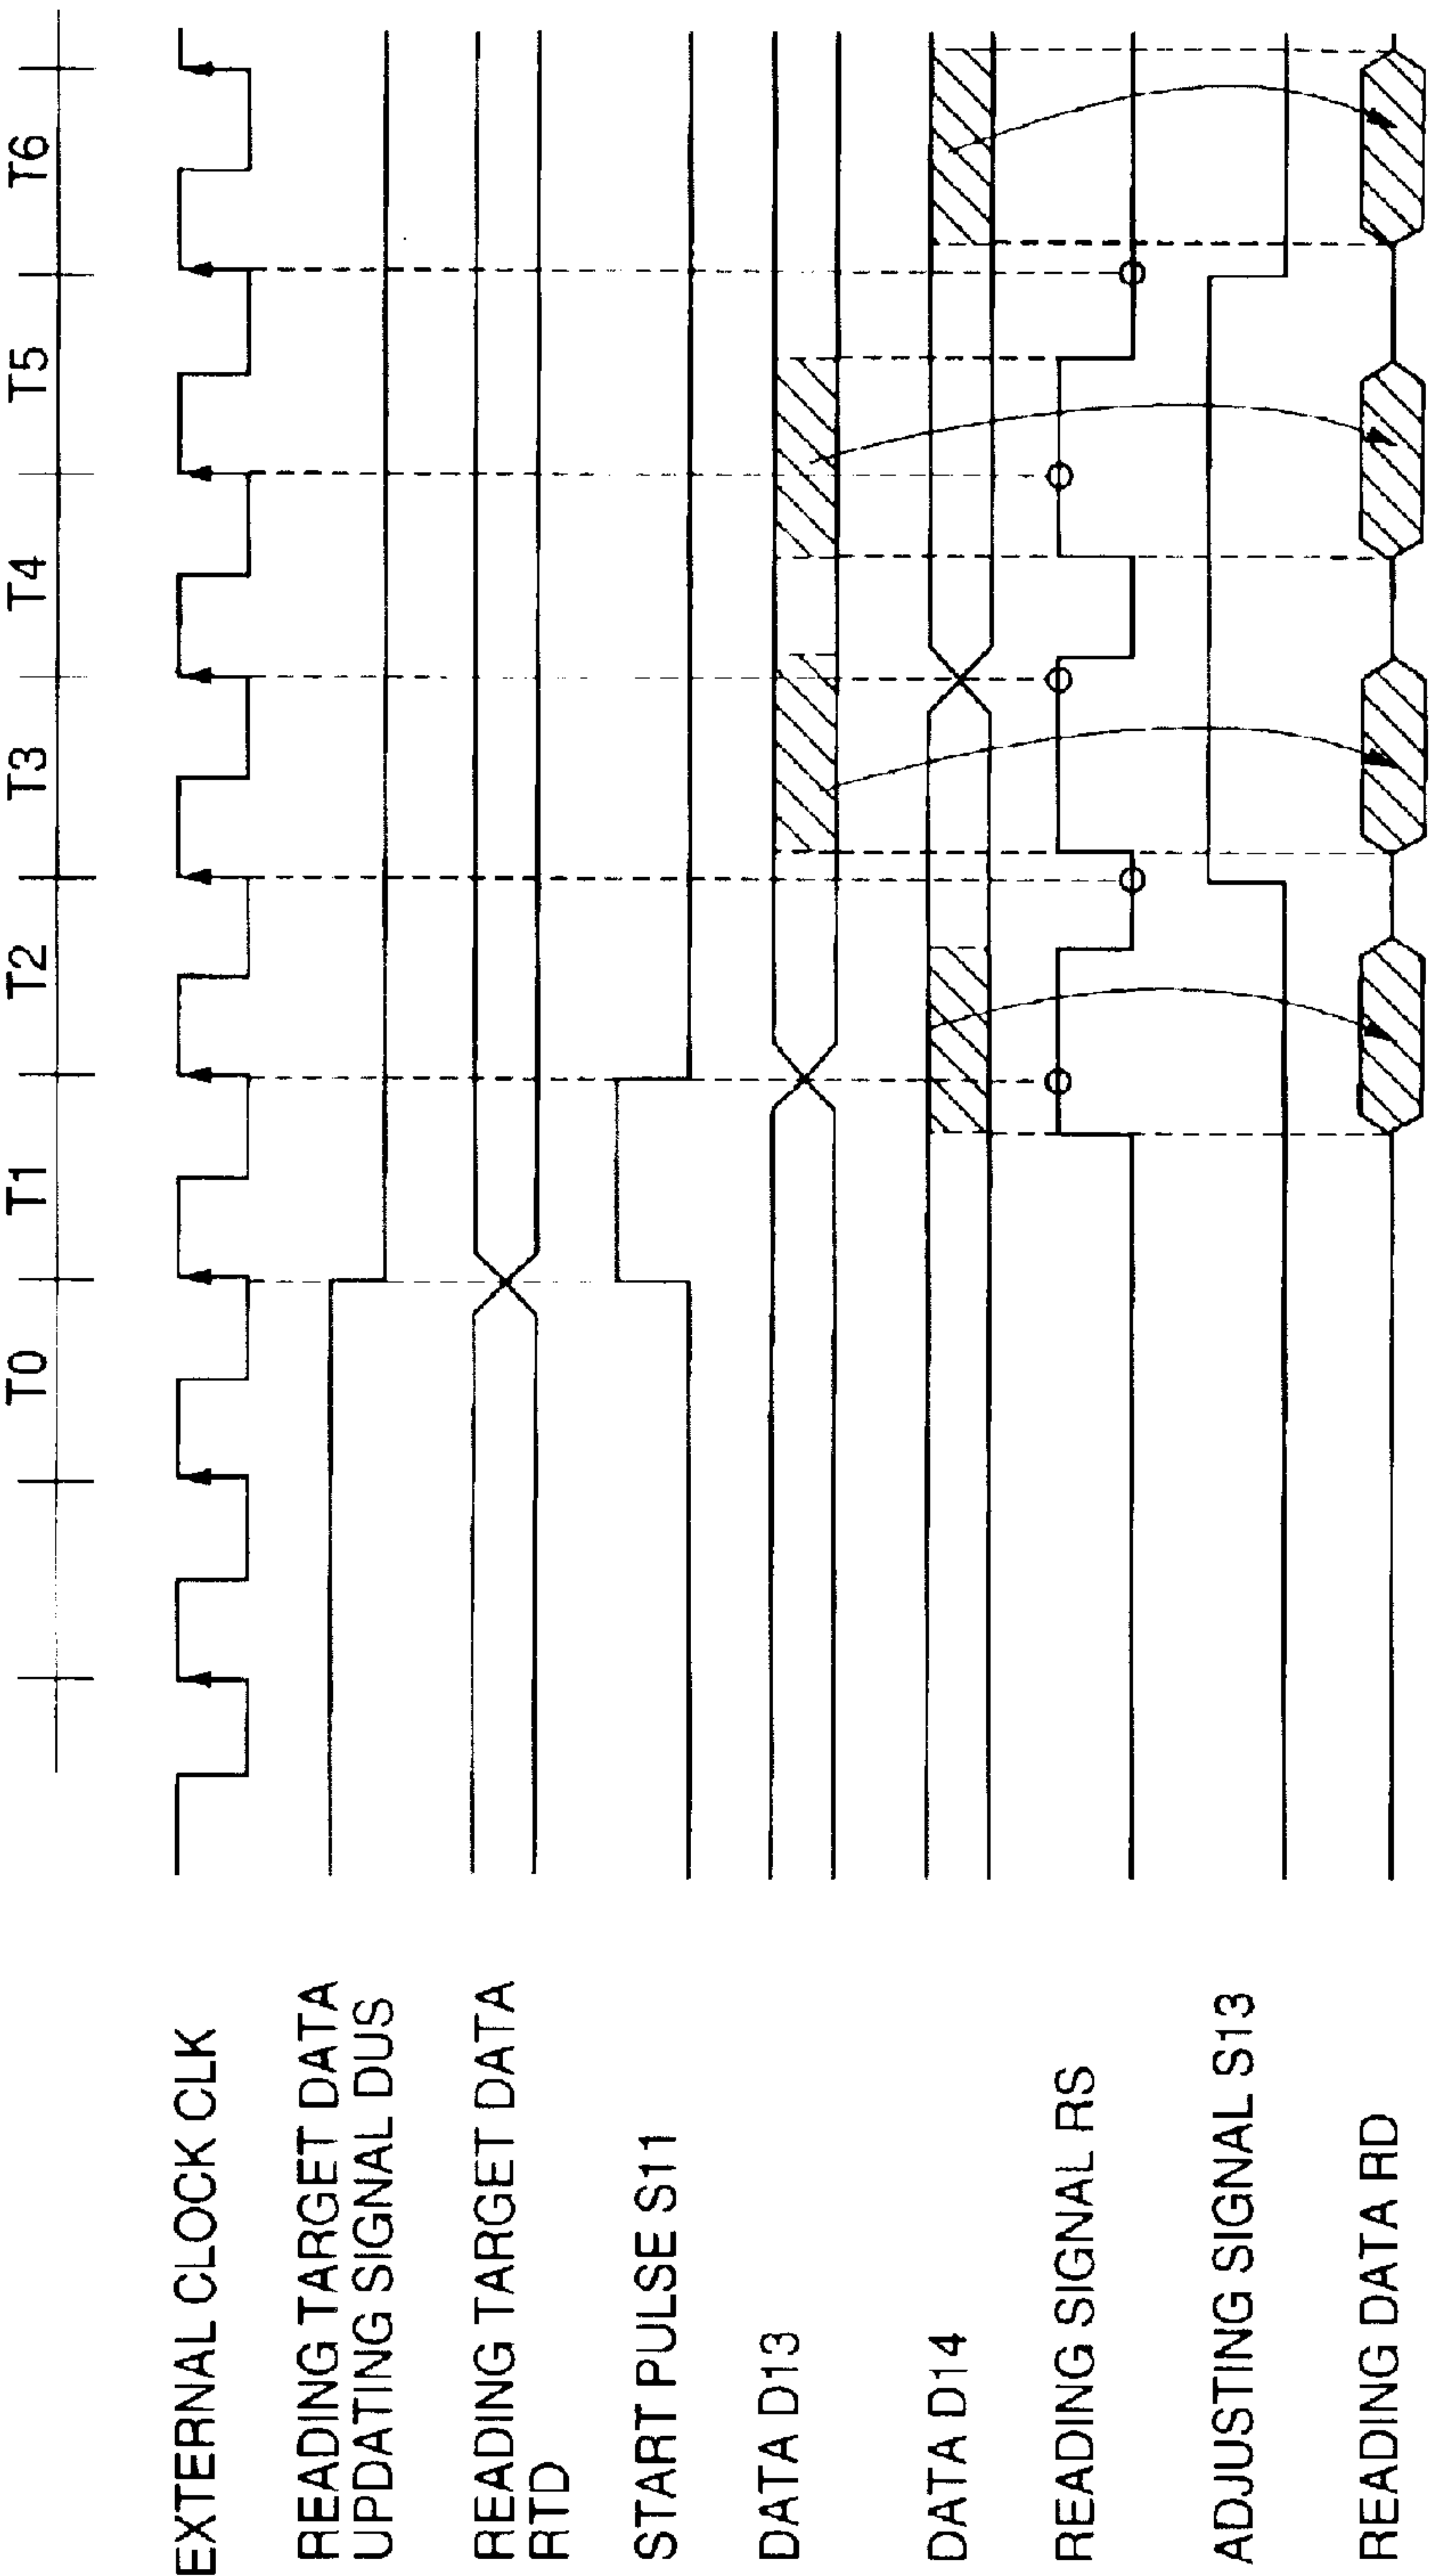 T0 T1 T2 T3 T4 T5 T6
EXTERNAL CLOCK CLK
READING TARGET DATA
UPDATING SIGNAL DUS
READING TARGET DATA
RTD
START PULSE S11
DATA D13
DATA D14
READING SIGNAL RS
ADJUSTING SIGNAL S13
READING DATA RD